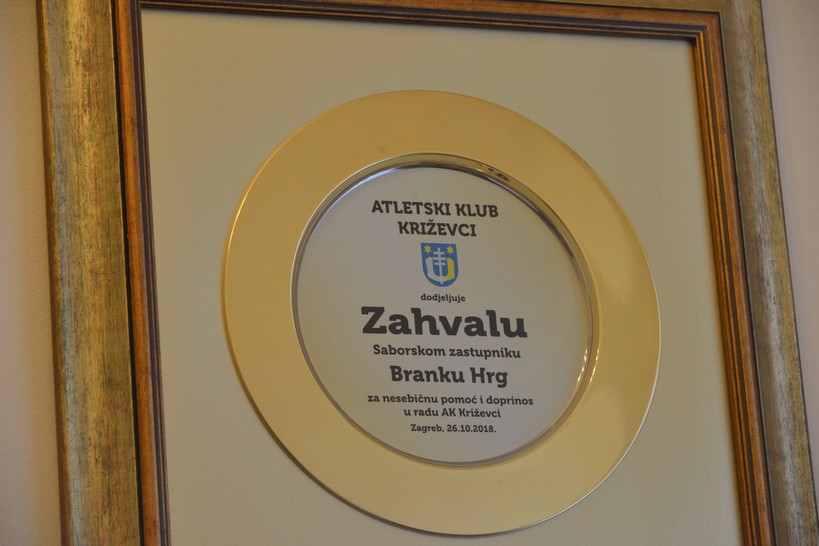 ATLETSKI KLUB
KRIŽEVCI
dodjeljuje
Zahvalu
Saborskom zastupniku
Branku Hrg
za nesebičnu pomoć i doprinos
u radu AK Križevci
Zagreb, 26.10.2018.